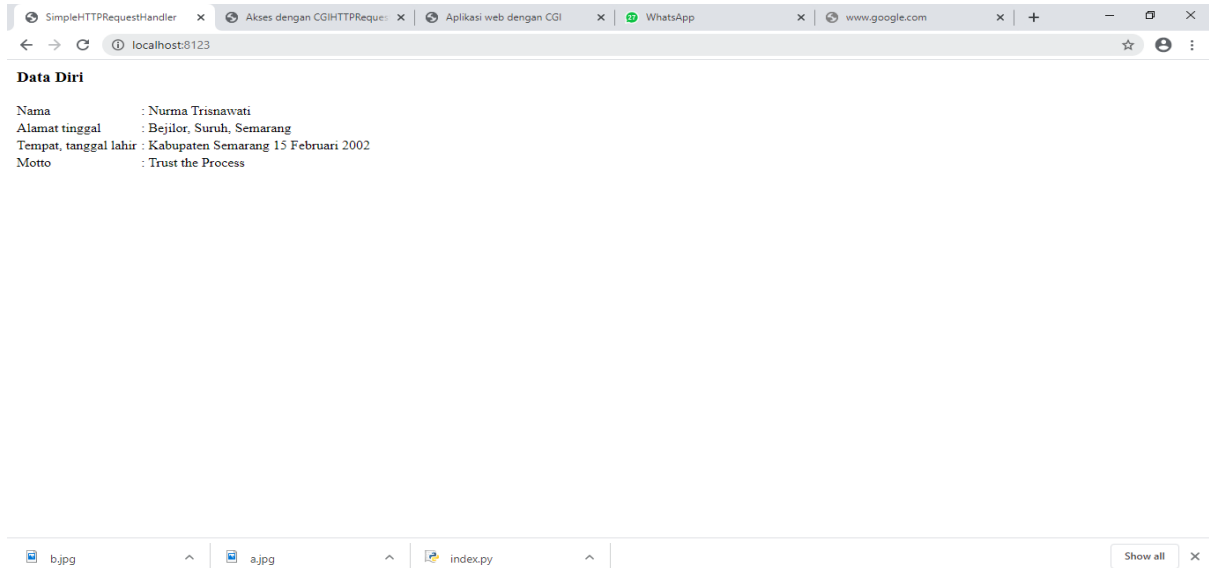 SimpleHTTPRequestHandler
Akses dengan CGIHTTPReques
Aplikasi web dengan CGI
27 WhatsApp
www.google.com
localhost:8123
Data Diri
Nama : Nurma Trisnawati
Alamat tinggal : Bejilor, Suruh, Semarang
Tempat, tanggal lahir : Kabupaten Semarang 15 Februari 2002
Motto : Trust the Process
b.jpg
a.jpg
index.py
Show all